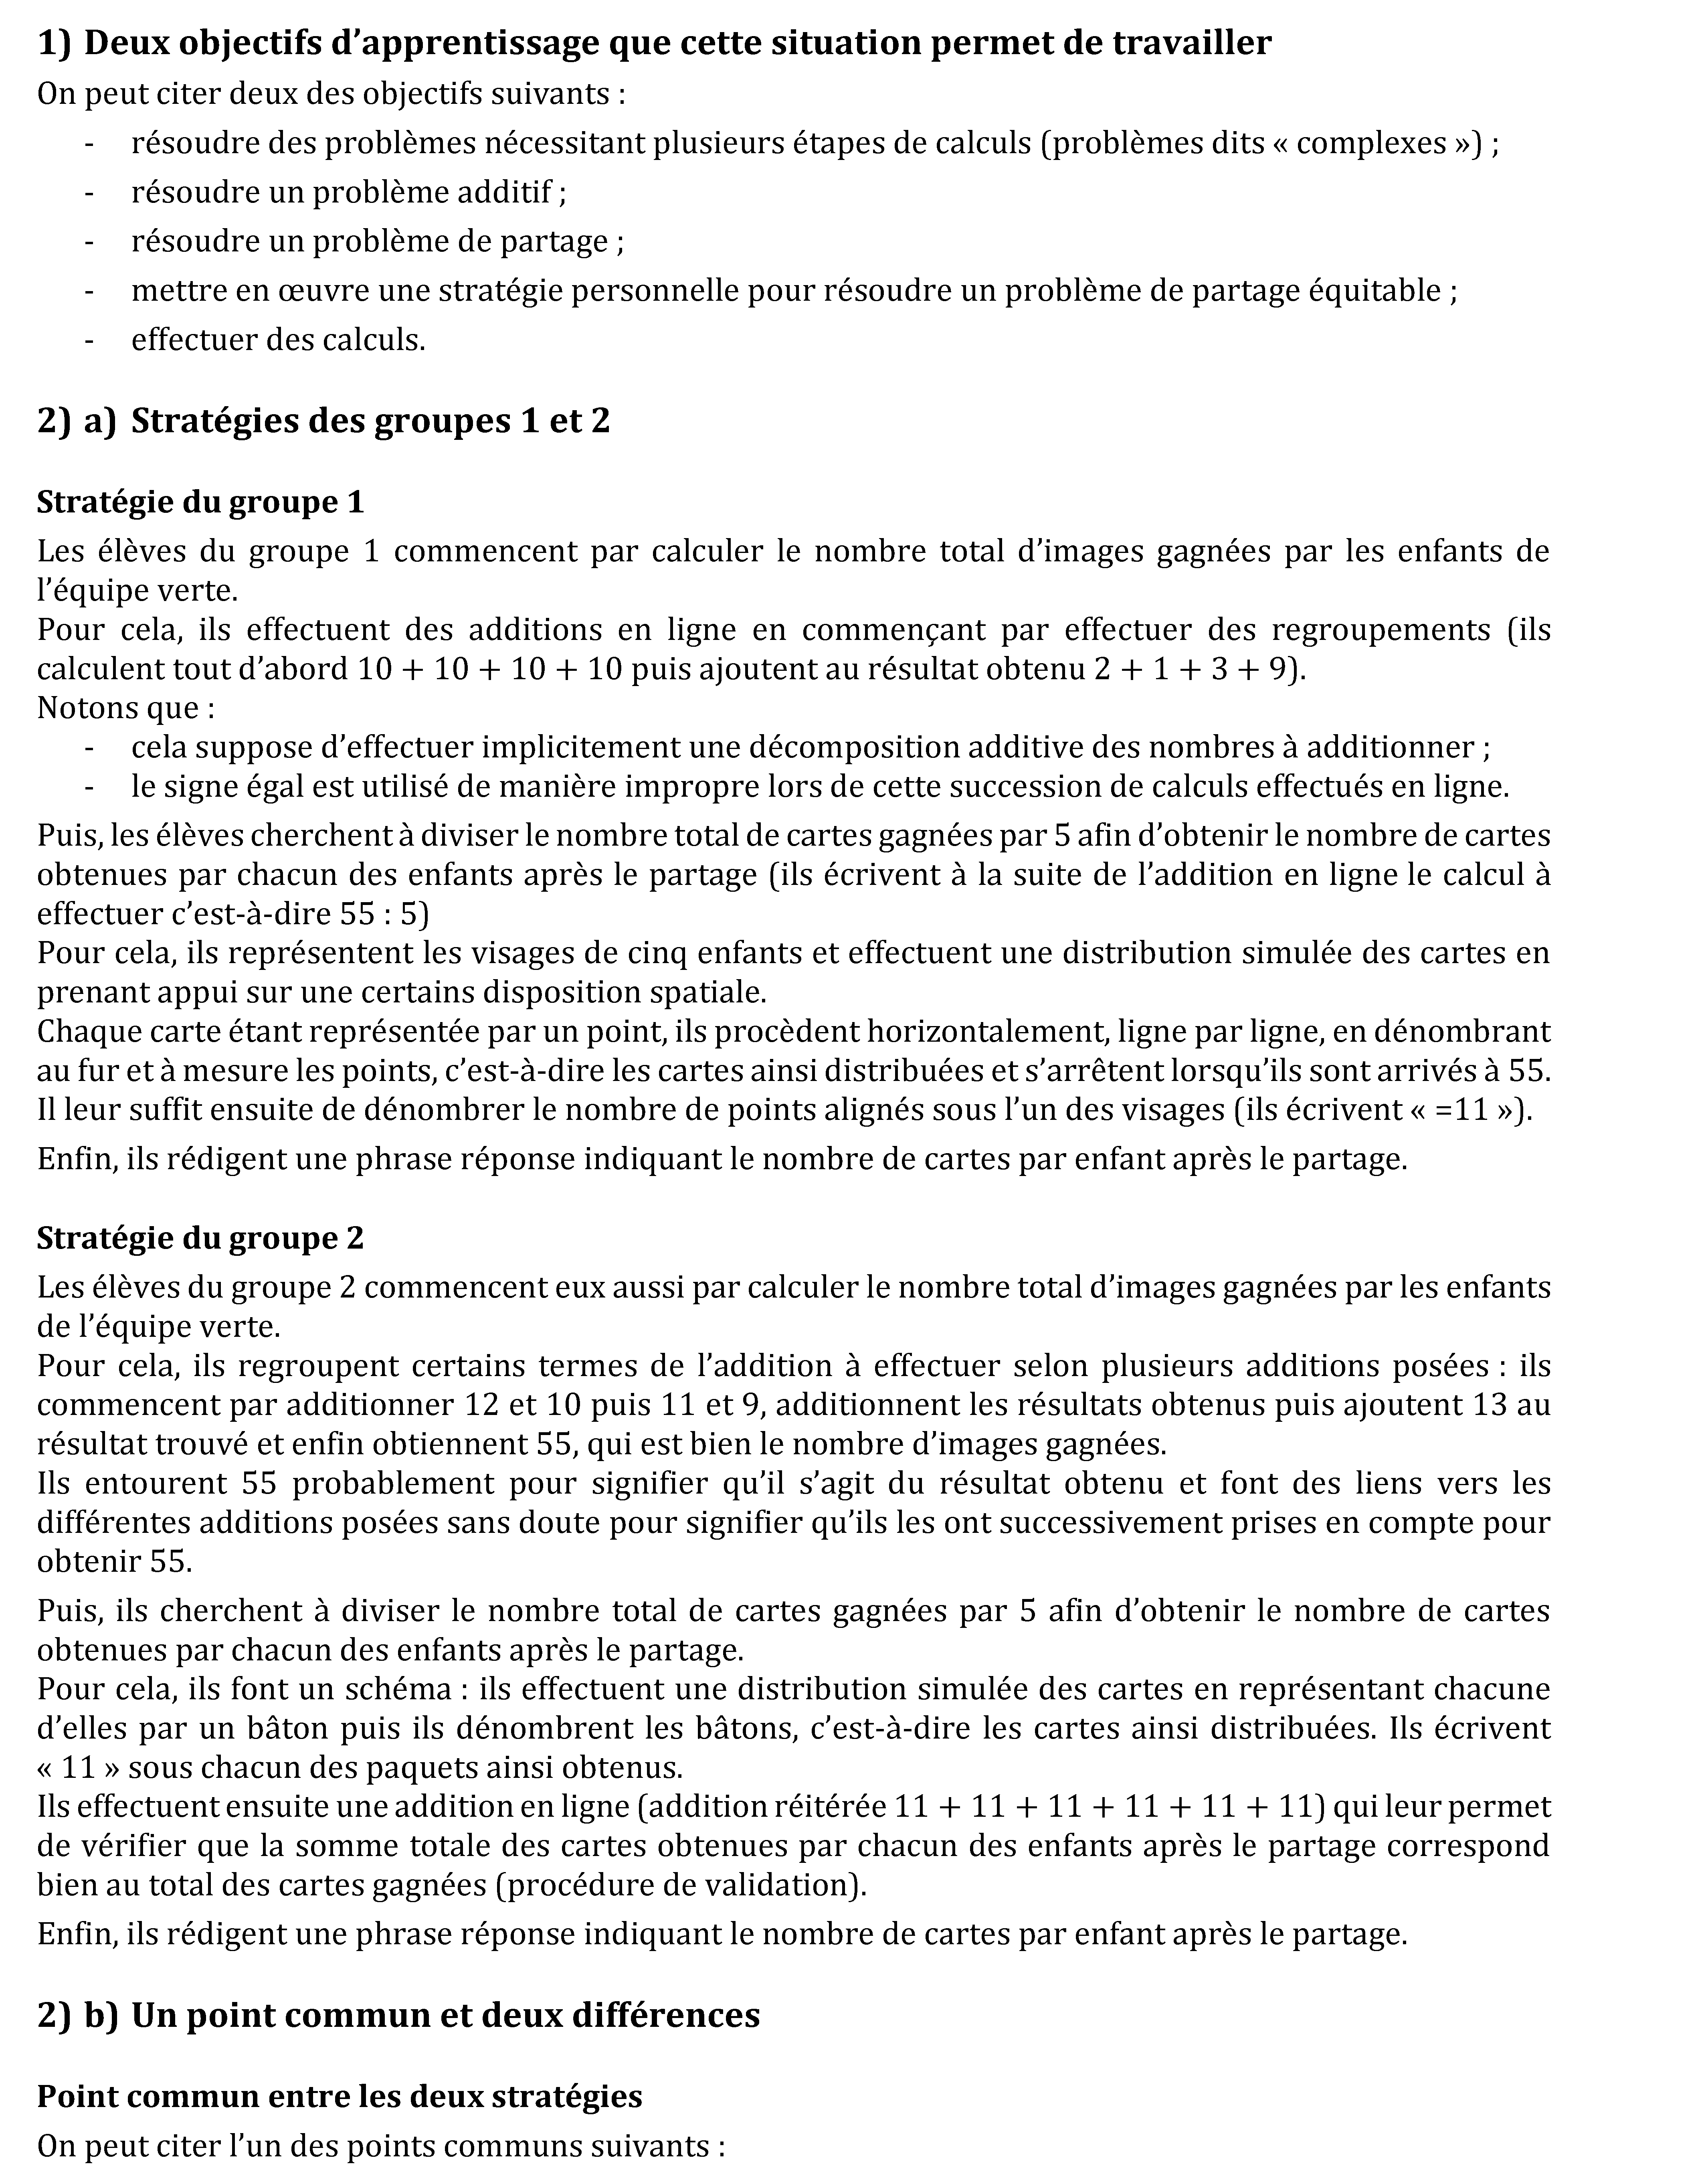 1) Deux objectifs d’apprentissage que cette situation permet de travailler
On peut citer deux des objectifs suivants :
- résoudre des problèmes nécessitant plusieurs étapes de calculs (problèmes dits « complexes ») ;
- résoudre un problème additif ;
- résoudre un problème de partage ;
- mettre en œuvre une stratégie personnelle pour résoudre un problème de partage équitable ;
- effectuer des calculs.
2) a) Stratégies des groupes 1 et 2
Stratégie du groupe 1
Les élèves du groupe 1 commencent par calculer le nombre total d’images gagnées par les enfants de
l’équipe verte.
Pour cela, ils effectuent des additions en ligne en commençant par effectuer des regroupements (ils
calculent tout d’abord 10 + 10 + 10 + 10 puis ajoutent au résultat obtenu 2 + 1 + 3 + 9).
Notons que :
- cela suppose d’effectuer implicitement une décomposition additive des nombres à additionner ;
- le signe égal est utilisé de manière impropre lors de cette succession de calculs effectués en ligne.
Puis, les élèves cherchent à diviser le nombre total de cartes gagnées par 5 afin d’obtenir le nombre de cartes
obtenues par chacun des enfants après le partage (ils écrivent à la suite de l’addition en ligne le calcul à
effectuer c’est-à-dire 55 : 5)
Pour cela, ils représentent les visages de cinq enfants et effectuent une distribution simulée des cartes en
prenant appui sur une certains disposition spatiale.
Chaque carte étant représentée par un point, ils procèdent horizontalement, ligne par ligne, en dénombrant
au fur et à mesure les points, c’est-à-dire les cartes ainsi distribuées et s’arrêtent lorsqu’ils sont arrivés à 55.
Il leur suffit ensuite de dénombrer le nombre de points alignés sous l’un des visages (ils écrivent « =11 »).
Enfin, ils rédigent une phrase réponse indiquant le nombre de cartes par enfant après le partage.
Stratégie du groupe 2
Les élèves du groupe 2 commencent eux aussi par calculer le nombre total d’images gagnées par les enfants
de l’équipe verte.
Pour cela, ils regroupent certains termes de l’addition à effectuer selon plusieurs additions posées : ils
commencent par additionner 12 et 10 puis 11 et 9, additionnent les résultats obtenus puis ajoutent 13 au
résultat trouvé et enfin obtiennent 55, qui est bien le nombre d’images gagnées.
Ils entourent 55 probablement pour signifier qu’il s’agit du résultat obtenu et font des liens vers les
différentes additions posées sans doute pour signifier qu’ils les ont successivement prises en compte pour
obtenir 55.
Puis, ils cherchent à diviser le nombre total de cartes gagnées par 5 afin d’obtenir le nombre de cartes
obtenues par chacun des enfants après le partage.
Pour cela, ils font un schéma : ils effectuent une distribution simulée des cartes en représentant chacune
d’elles par un bâton puis ils dénombrent les bâtons, c’est-à-dire les cartes ainsi distribuées. Ils écrivent
« 11 » sous chacun des paquets ainsi obtenus.
Ils effectuent ensuite une addition en ligne (addition réitérée 11 + 11 + 11 + 11 + 11 + 11) qui leur permet
de vérifier que la somme totale des cartes obtenues par chacun des enfants après le partage correspond
bien au total des cartes gagnées (procédure de validation).
Enfin, ils rédigent une phrase réponse indiquant le nombre de cartes par enfant après le partage.
2) b) Un point commun et deux différences
Point commun entre les deux stratégies
On peut citer l’un des points communs suivants :